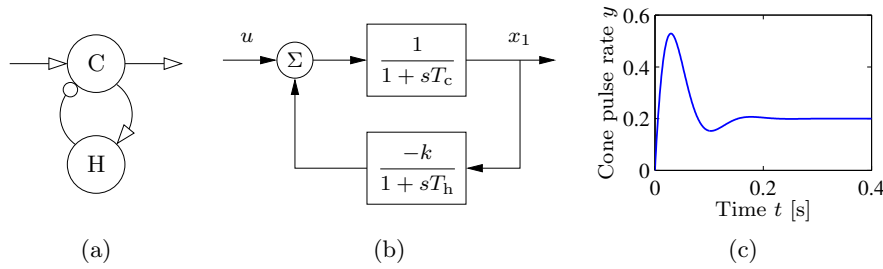 C
H
(a)
u
Σ
1
1 + sT_c
x_1
−k
1 + sT_h
(b)
Cone pulse rate y
0.6
0.4
0.2
0
0
0.2
0.4
Time t [s]
(c)